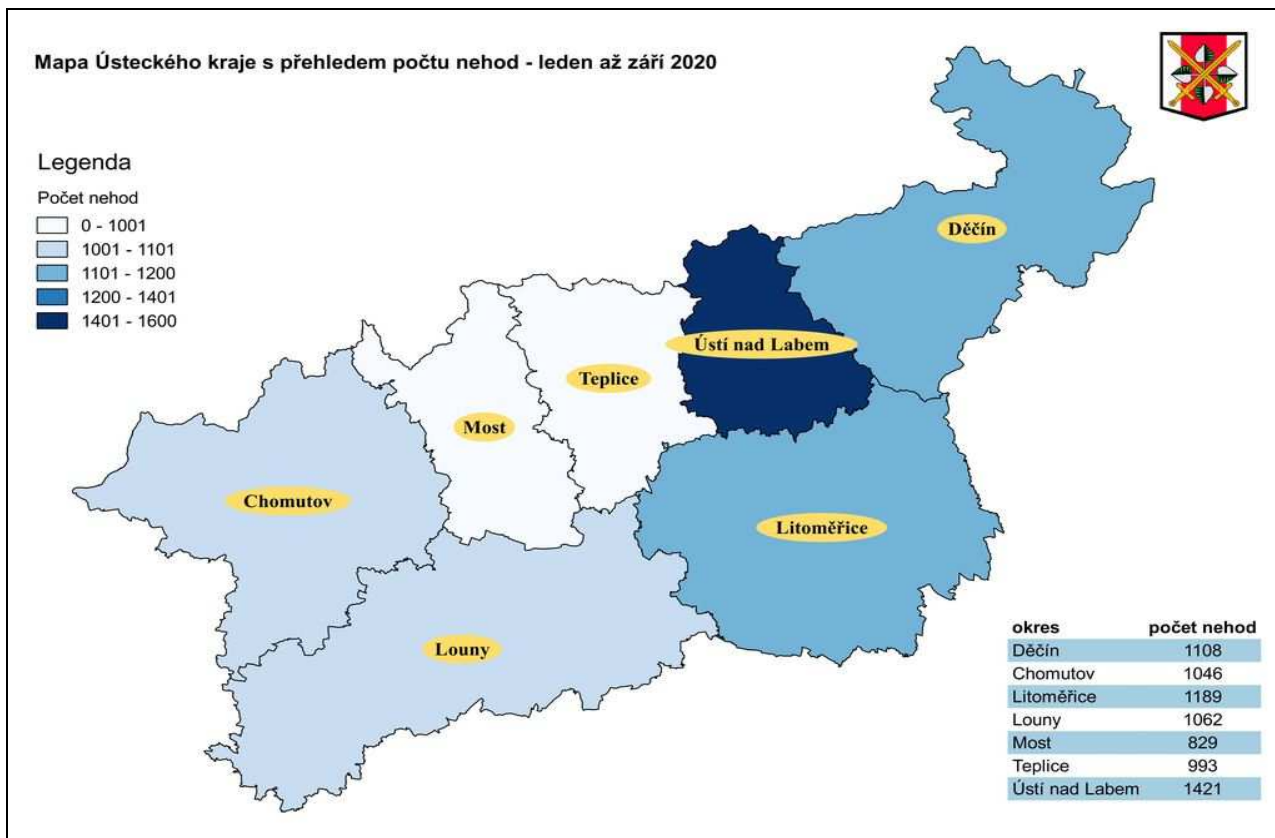 Mapa Ústeckého kraje s přehledem počtu nehod - leden až září 2020
Legenda
Počet nehod
0 - 1001
1001 - 1101
1101 - 1200
1200 - 1401
1401 - 1600
Děčín
Ústí nad Labem
Teplice
Most
Chomutov
Litoměřice
Louny
okres počet nehod
Děčín 1108
Chomutov 1046
Litoměřice 1189
Louny 1062
Most 829
Teplice 993
Ústí nad Labem 1421